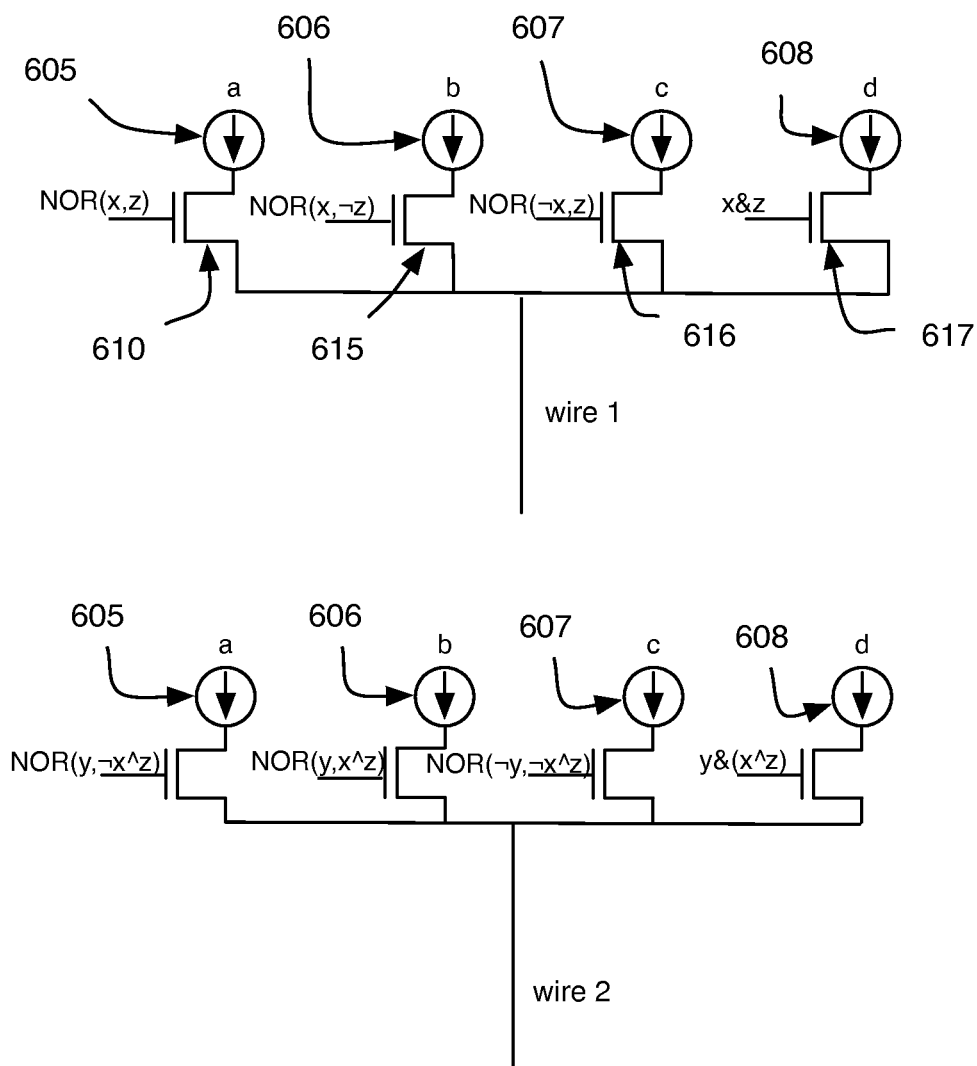 606
607
608
605
a
b
c
d
NOR(x,z)
NOR(x,¬z)
NOR(¬x,z)
x&z
610
615
616
617
wire 1
605
606
607
608
a
b
c
d
NOR(y,¬x^z)
NOR(y,x^z)
NOR(¬y,¬x^z)
y&(x^z)
wire 2